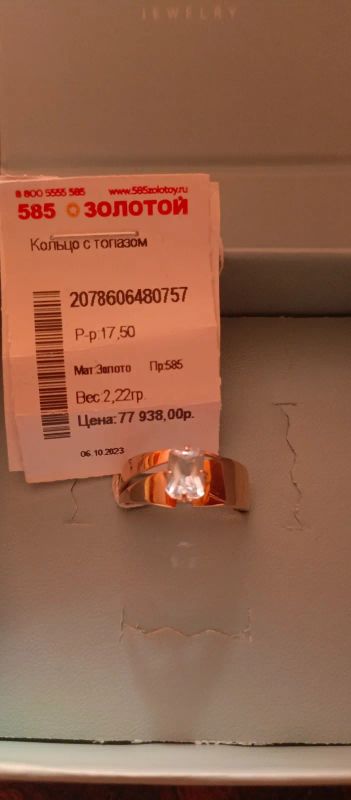 JEWELRY
8 800 5555 585 www.585zolotoy.ru
585 ЗОЛОТОЙ
Кольцо с топазом
2078606480757
Р-р:17,50
Мат:Золото Пр:585
Вес:2,22гр.
Цена:77 938,00р.
06.10.2023